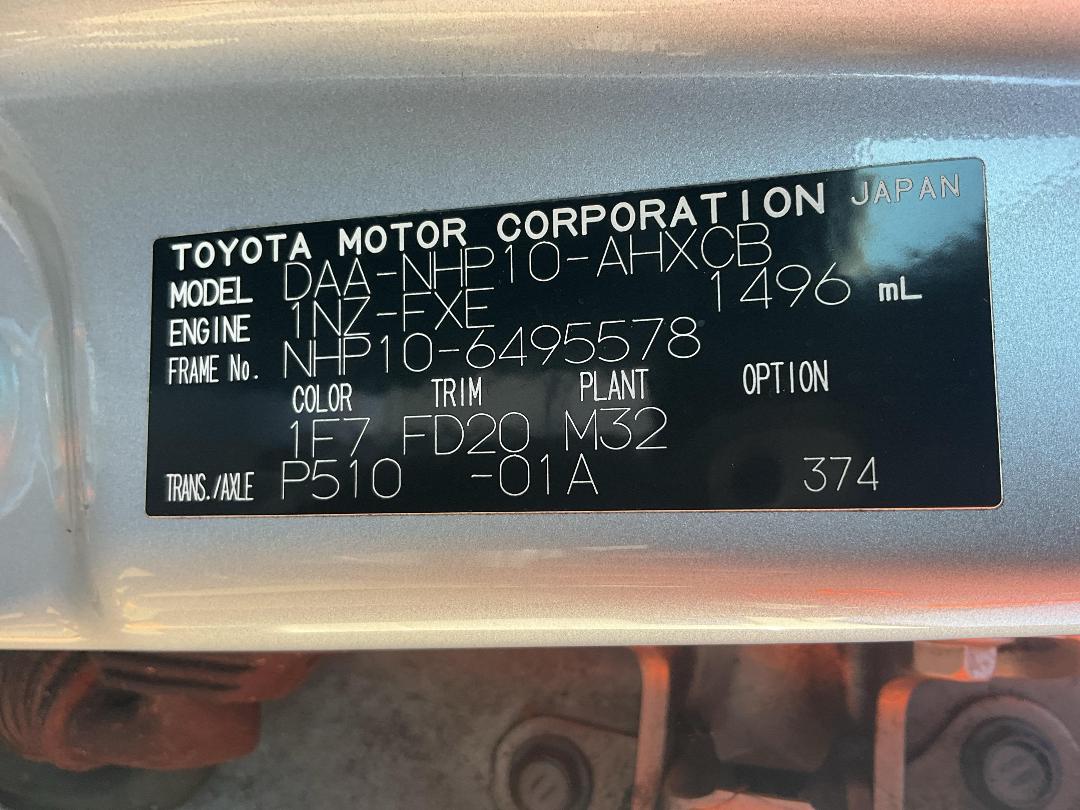 TOYOTA MOTOR CORPORATION JAPAN
MODEL DAA-NHP10-AHXCB
ENGINE 1NZ-FXE 1496 mL
FRAME No. NHP10-6495578
COLOR TRIM PLANT OPTION
1E7 FD20 M32
TRANS./AXLE P510 -01A 374